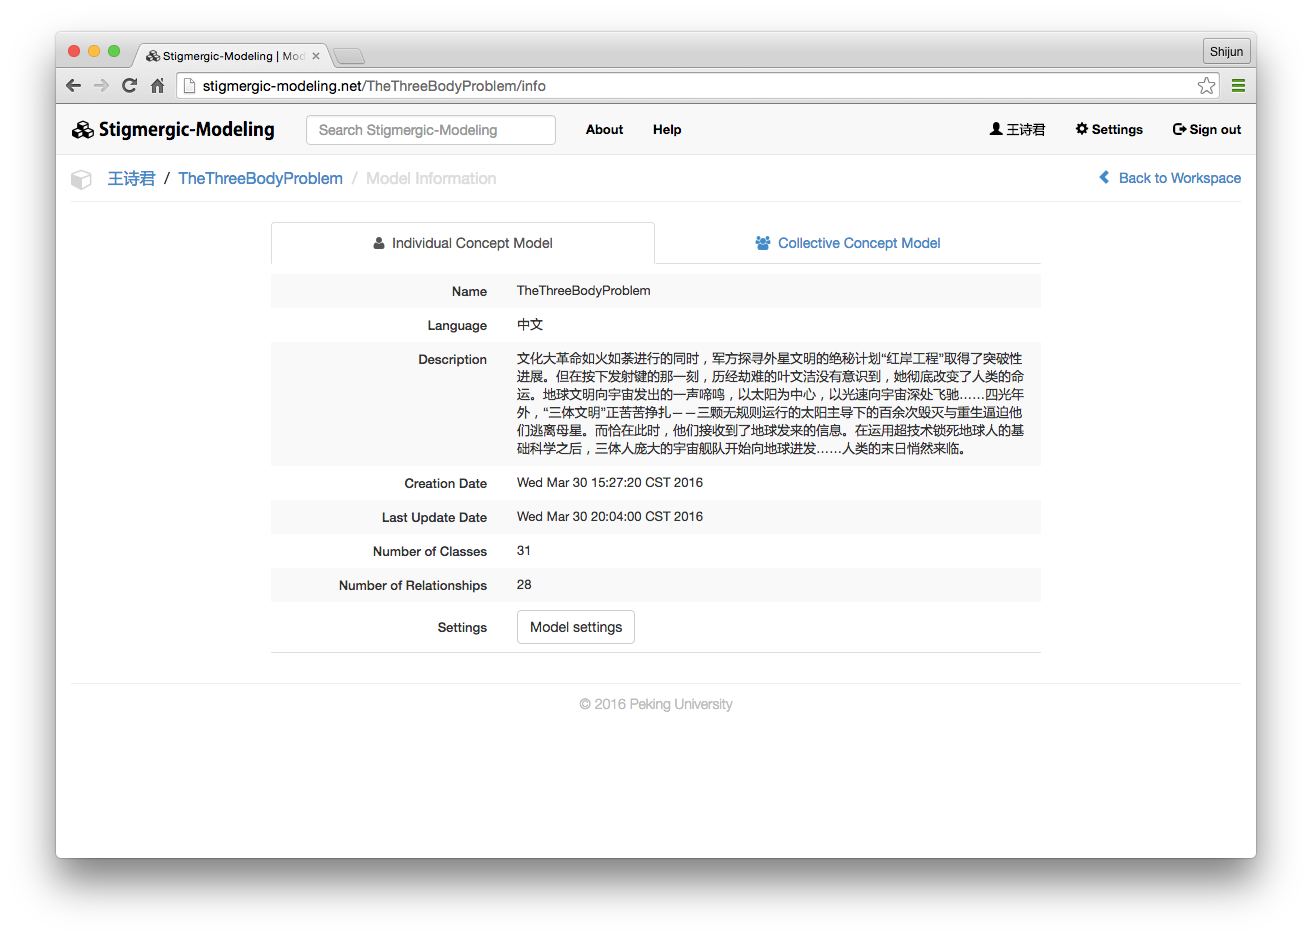 Stigmergic-Modeling | Mod
Shijun
stigmergic-modeling.net/TheThreeBodyProblem/info
Stigmergic-Modeling
Search Stigmergic-Modeling
About
Help
王诗君
Settings
Sign out
王诗君 / TheThreeBodyProblem / Model Information
Back to Workspace
Individual Concept Model
Collective Concept Model
Name TheThreeBodyProblem
Language 中文
Description 文化大革命如火如荼进行的同时，军方探寻外星文明的绝秘计划“红岸工程”取得了突破性
进展。但在按下发射键的那一刻，历经劫难的叶文洁没有意识到，她彻底改变了人类的命
运。地球文明向宇宙发出的一声啼鸣，以太阳为中心，以光速向宇宙深处飞驰……四光年
外，“三体文明”正苦苦挣扎——三颗无规则运行的太阳主导下的百余次毁灭与重生逼迫他
们逃离母星。而恰在此时，他们接收到了地球发来的信息。在运用超技术锁死地球人的基
础科学之后，三体人庞大的宇宙舰队开始向地球进发……人类的末日悄然来临。
Creation Date Wed Mar 30 15:27:20 CST 2016
Last Update Date Wed Mar 30 20:04:00 CST 2016
Number of Classes 31
Number of Relationships 28
Settings Model settings
© 2016 Peking University